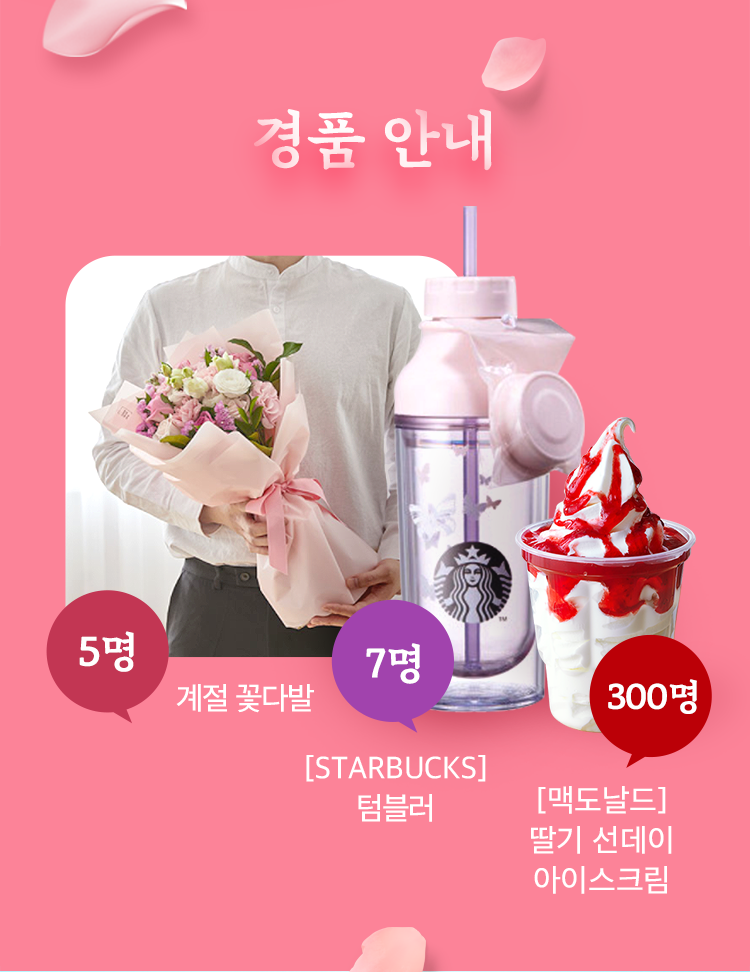 경품 안내
5명
계절 꽃다발
7명
[STARBUCKS]
텀블러
TM
300명
[맥도날드]
딸기 선데이
아이스크림